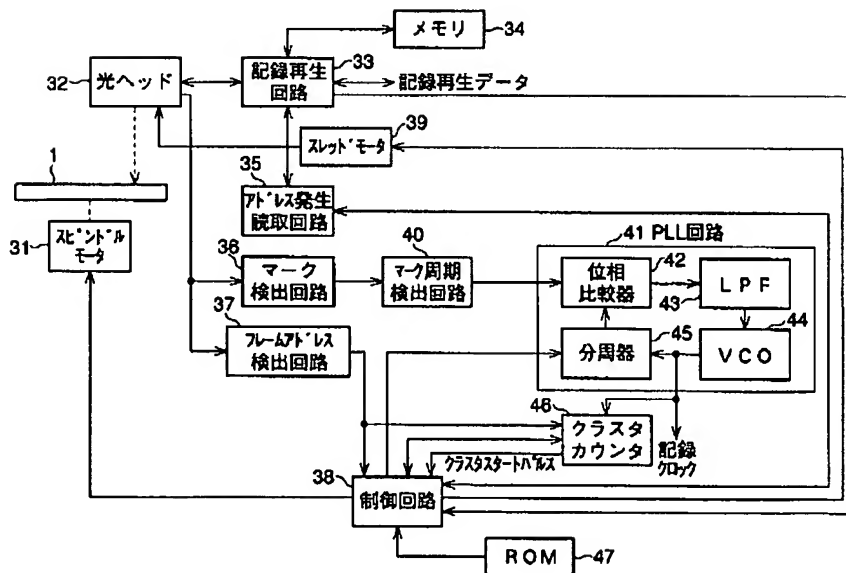 メモリ
34
33
記録再生
回路
記録再生データ
32
光ヘッド
39
スレッドモータ
1
35
アドレス発生
読取回路
31
スピンドル
モータ
36
マーク
検出回路
40
マーク周期
検出回路
41 PLL回路
42
位相
比較器
43
LPF
44
VCO
45
分周器
37
フレームアドレス
検出回路
46
クラスタ
カウンタ
記録
クロック
クラスタスタートパルス
38
制御回路
ROM
47